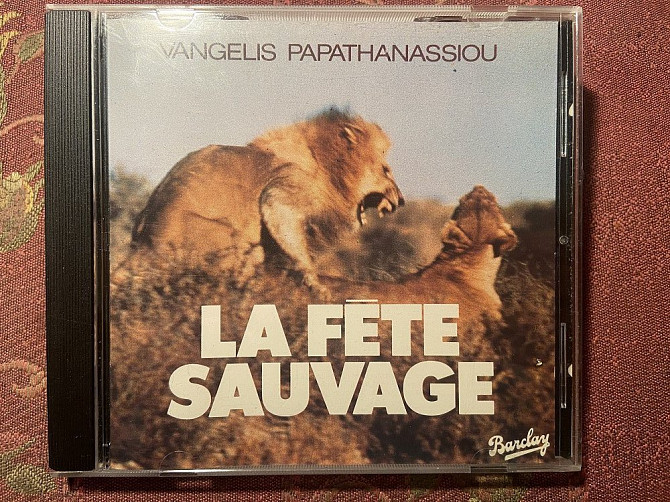 VANGELIS PAPATHANASSIOU
LA FÊTE
SAUVAGE
Barclay